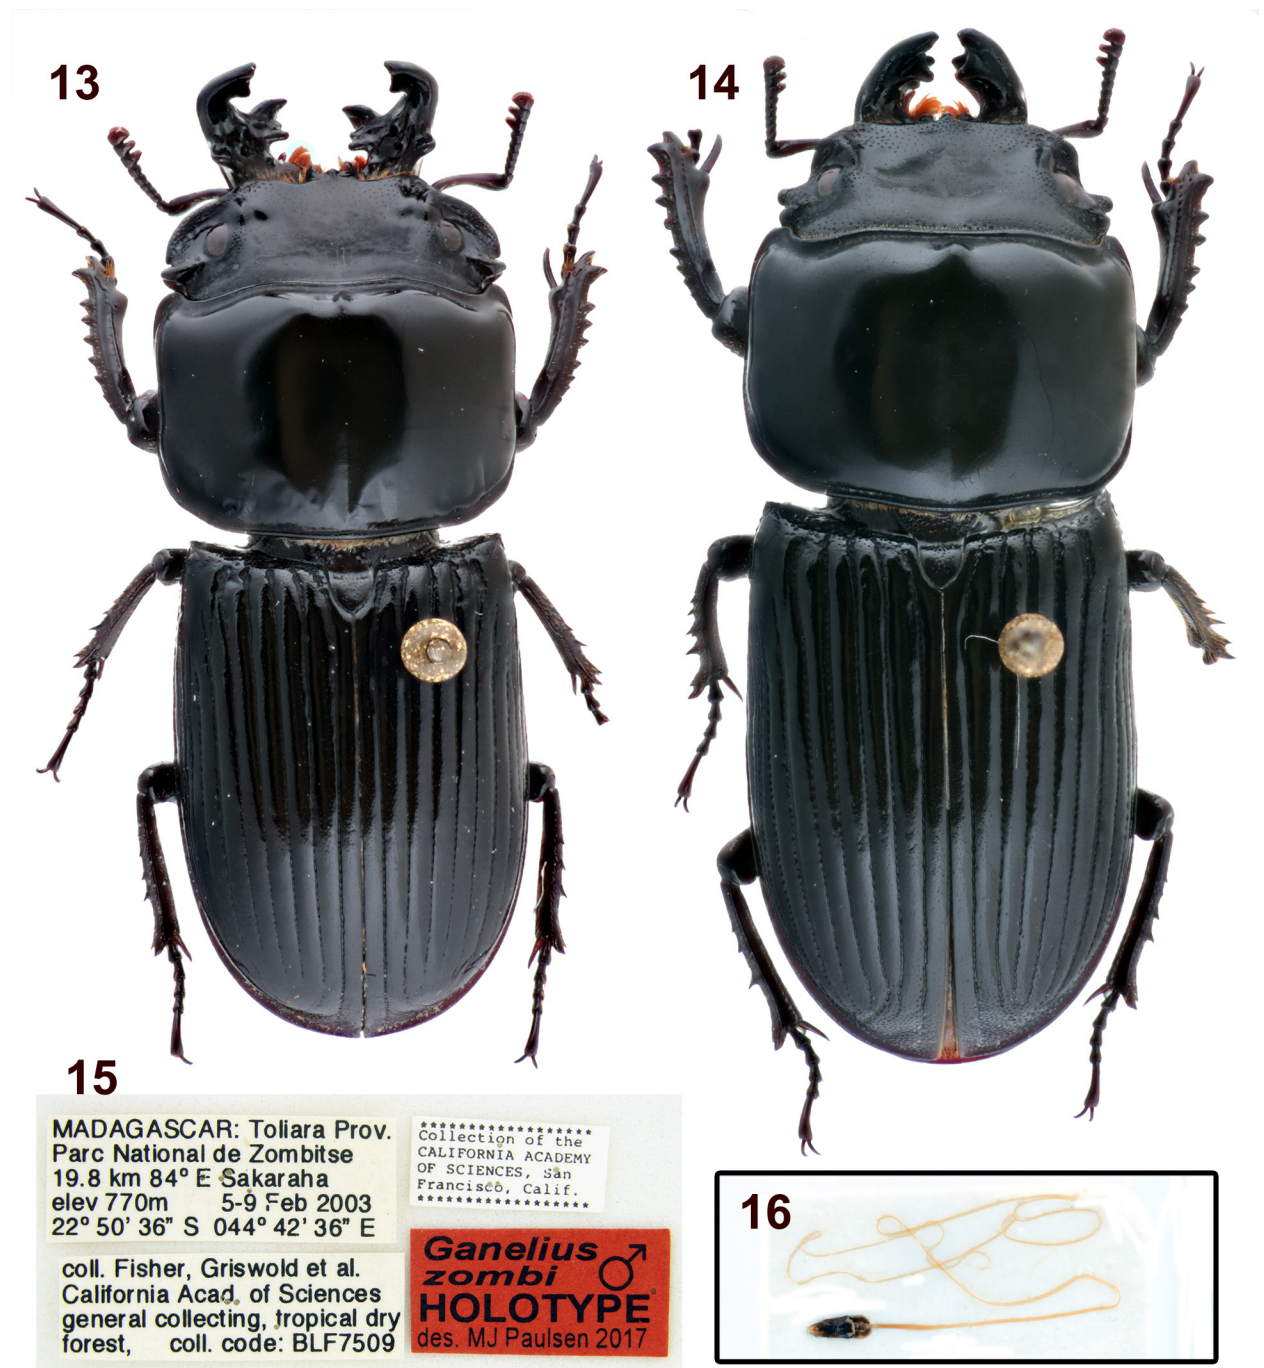 13
14
15
MADAGASCAR: Toliara Prov.
Parc National de Zombitse
19.8 km 84° E Sakaraha
elev 770m 5-9 Feb 2003
22° 50' 36" S 044° 42' 36" E
coll. Fisher, Griswold et al.
California Acad. of Sciences
general collecting, tropical dry
forest, coll. code: BLF7509
********************
Collection of the
CALIFORNIA ACADEMY
OF SCIENCES, San
Francisco, Calif.
********************
Ganelius
zombi ♂
HOLOTYPE
des. MJ Paulsen 2017
16